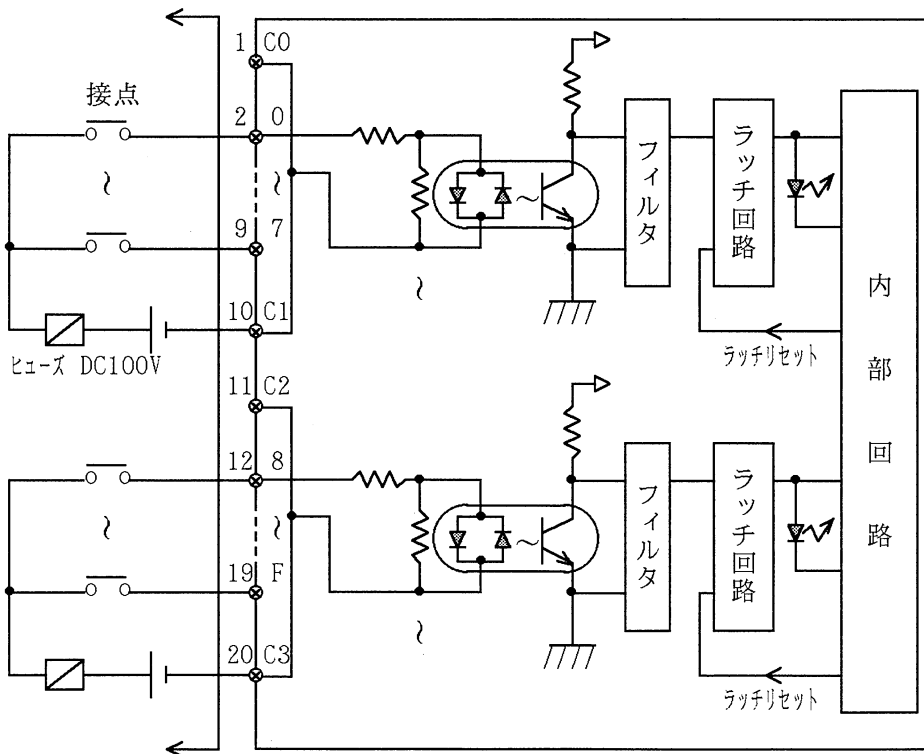 1 C0
接点
2 0
~
~
9 7
~
10 C1
ヒューズ DC100V
~
フィルタ
ラッチ回路
ラッチリセット
内部回路
11 C2
12 8
~
~
19 F
~
20 C3
~
フィルタ
ラッチ回路
ラッチリセット